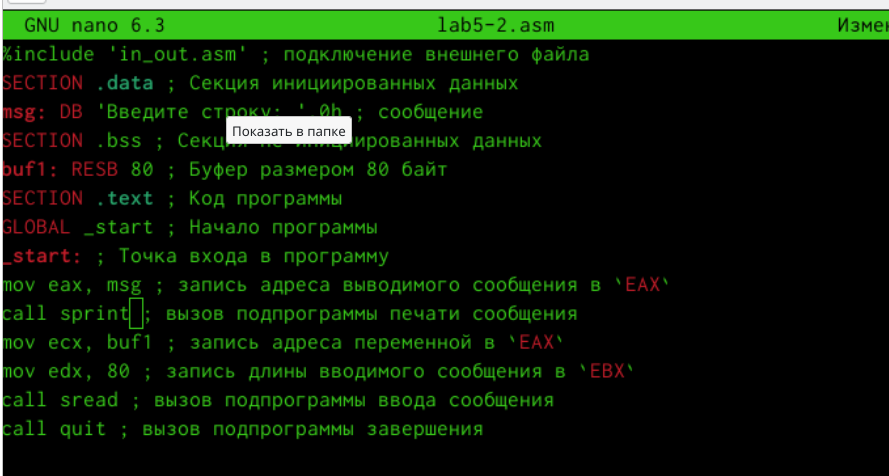 GNU nano 6.3 lab5-2.asm Измен
%include 'in_out.asm' ; подключение внешнего файла
SECTION .data ; Секция инициированных данных
msg: DB 'Введите строку: ',0h ; сообщение
Показать в папке
SECTION .bss ; Секция не инициированных данных
buf1: RESB 80 ; Буфер размером 80 байт
SECTION .text ; Код программы
GLOBAL _start ; Начало программы
_start: ; Точка входа в программу
mov eax, msg ; запись адреса выводимого сообщения в `EAX`
call sprint ; вызов подпрограммы печати сообщения
mov ecx, buf1 ; запись адреса переменной в `EAX`
mov edx, 80 ; запись длины вводимого сообщения в `EBX`
call sread ; вызов подпрограммы ввода сообщения
call quit ; вызов подпрограммы завершения